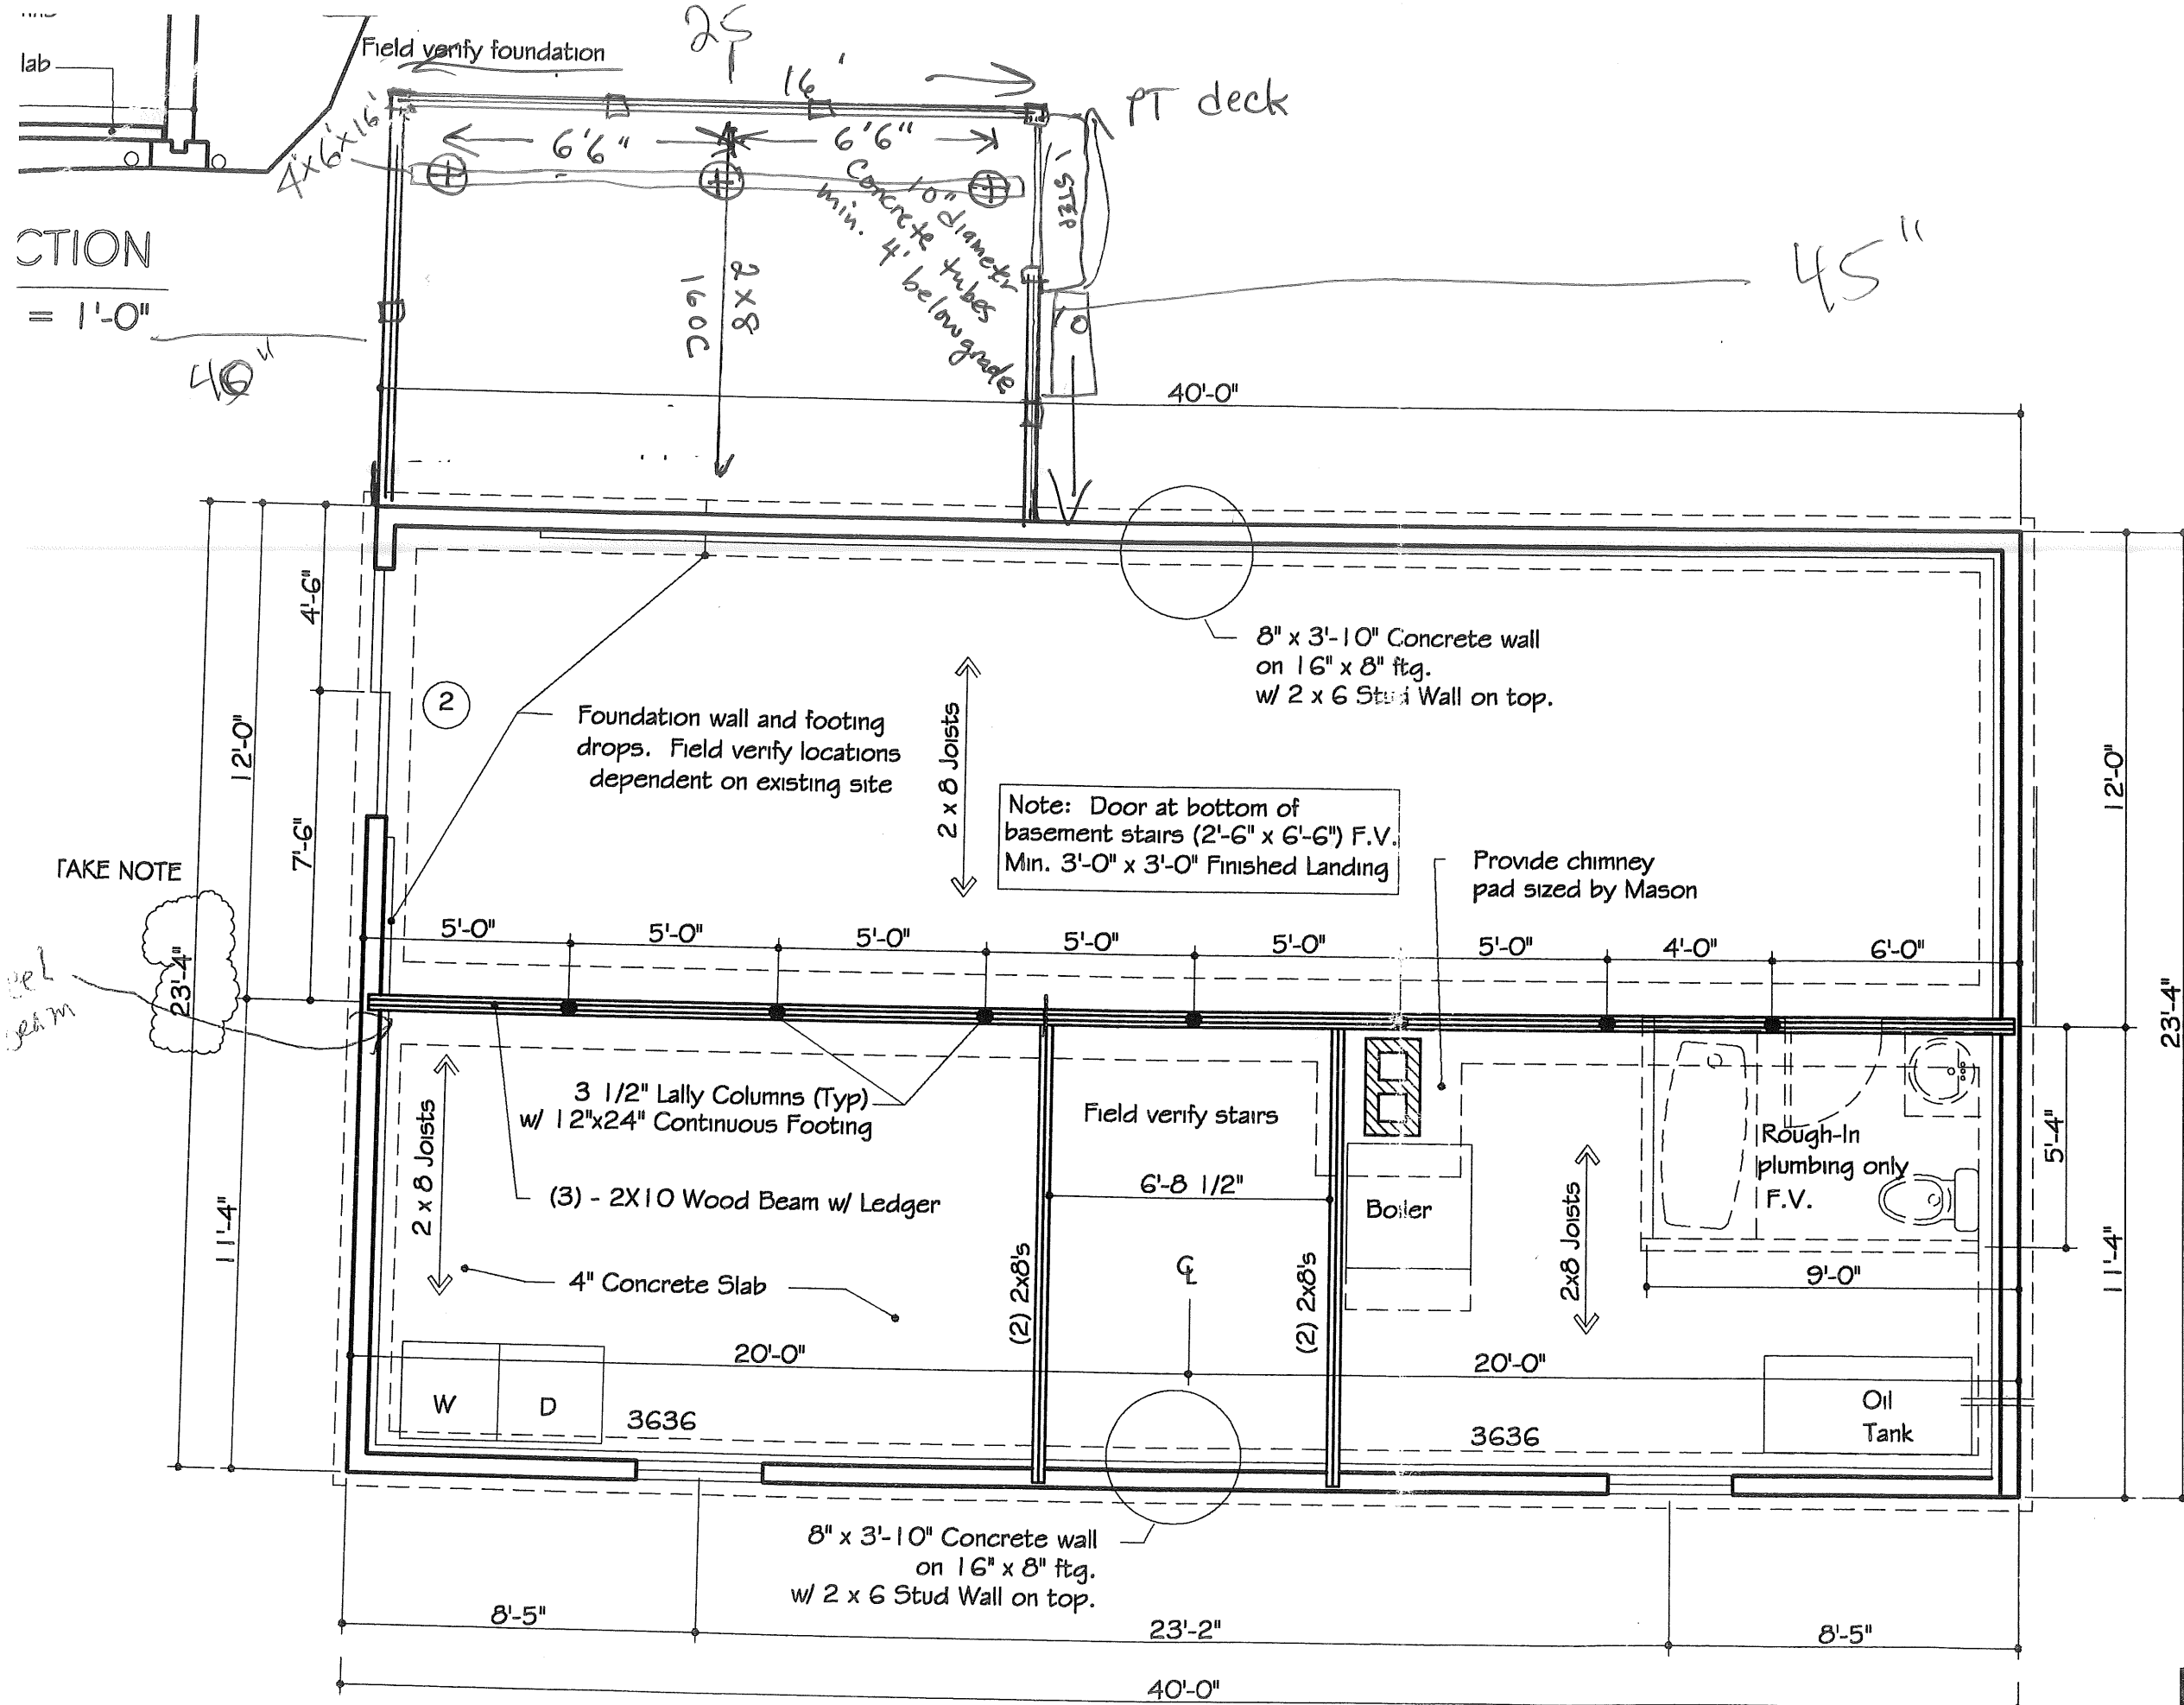 lab
Field verify foundation
25
16'
PT deck
4x6x16'
6'6"
6'6"
1 STEP
10" diameter
Concrete tubes
min. 4' below grade
2x8
16OC
45"
CTION
= 1'-0"
40'-0"
4'-6"
12'-0"
7'-6"
23'-4"
11'-4"
TAKE NOTE
2
8" x 3'-10" Concrete wall
on 16" x 8" ftg.
w/ 2 x 6 Stud Wall on top.
Foundation wall and footing
drops. Field verify locations
dependent on existing site
2 x 8 Joists
Note: Door at bottom of
basement stairs (2'-6" x 6'-6") F.V.
Min. 3'-0" x 3'-0" Finished Landing
Provide chimney
pad sized by Mason
12'-0"
23'-4"
5'-4"
11'-4"
5'-0"
5'-0"
5'-0"
5'-0"
5'-0"
5'-0"
4'-0"
6'-0"
2 x 8 Joists
3 1/2" Lally Columns (Typ)
w/ 12"x24" Continuous Footing
Field verify stairs
(3) - 2X10 Wood Beam w/ Ledger
6'-8 1/2"
Boiler
Rough-In
plumbing only
F.V.
2x8 Joists
4" Concrete Slab
(2) 2x8's
CL
(2) 2x8's
9'-0"
20'-0"
20'-0"
W
D
3636
3636
Oil
Tank
8" x 3'-10" Concrete wall
on 16" x 8" ftg.
w/ 2 x 6 Stud Wall on top.
8'-5"
23'-2"
8'-5"
40'-0"